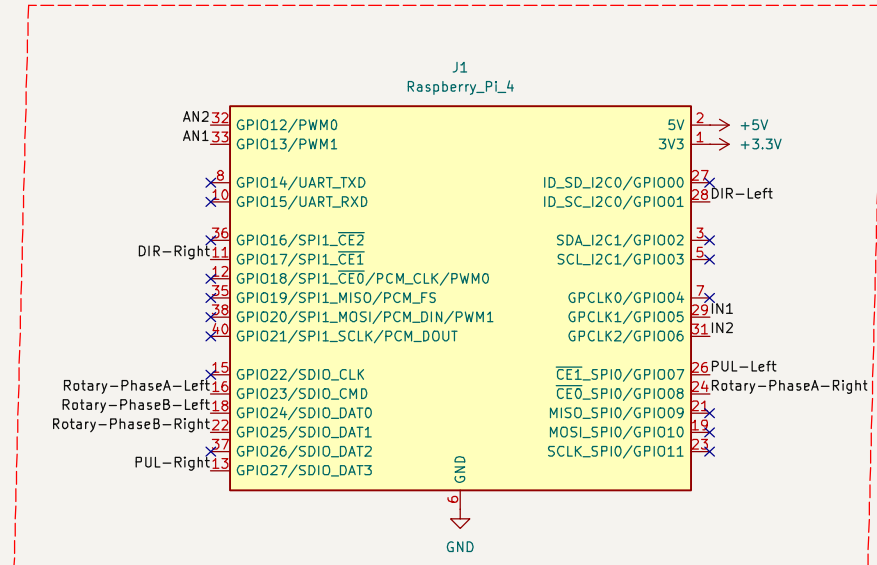 J1
Raspberry_Pi_4
AN2 32 GPIO12/PWM0 5V 2 +5V
AN1 33 GPIO13/PWM1 3V3 1 +3.3V
8 GPIO14/UART_TXD ID_SD_I2C0/GPIO00 27
10 GPIO15/UART_RXD ID_SC_I2C0/GPIO01 28 DIR-Left
36 GPIO16/SPI1_CE2 SDA_I2C1/GPIO02 3
DIR-Right 11 GPIO17/SPI1_CE1 SCL_I2C1/GPIO03 5
12 GPIO18/SPI1_CE0/PCM_CLK/PWM0
35 GPIO19/SPI1_MISO/PCM_FS GPCLK0/GPIO04 7
38 GPIO20/SPI1_MOSI/PCM_DIN/PWM1 GPCLK1/GPIO05 29 IN1
40 GPIO21/SPI1_SCLK/PCM_DOUT GPCLK2/GPIO06 31 IN2
15 GPIO22/SDIO_CLK CE1_SPI0/GPIO07 26 PUL-Left
Rotary-PhaseA-Left 16 GPIO23/SDIO_CMD CE0_SPI0/GPIO08 24 Rotary-PhaseA-Right
Rotary-PhaseB-Left 18 GPIO24/SDIO_DAT0 MISO_SPI0/GPIO09 21
Rotary-PhaseB-Right 22 GPIO25/SDIO_DAT1 MOSI_SPI0/GPIO10 19
37 GPIO26/SDIO_DAT2 SCLK_SPI0/GPIO11 23
PUL-Right 13 GPIO27/SDIO_DAT3
GND
6
GND